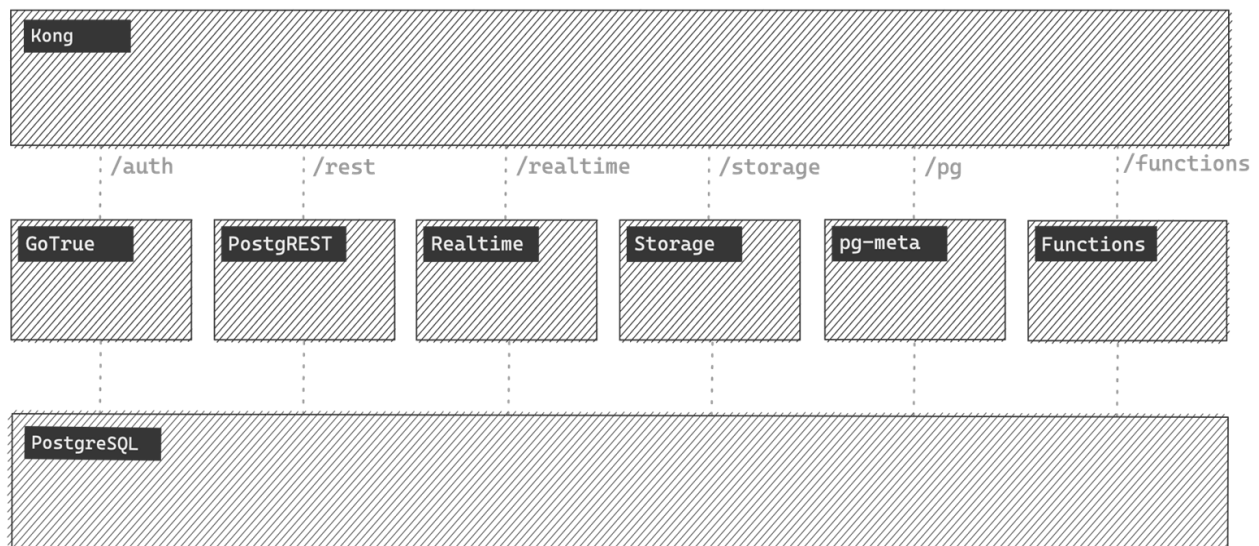 Kong
/auth
/rest
/realtime
/storage
/pg
/functions
GoTrue
PostgREST
Realtime
Storage
pg-meta
Functions
PostgreSQL